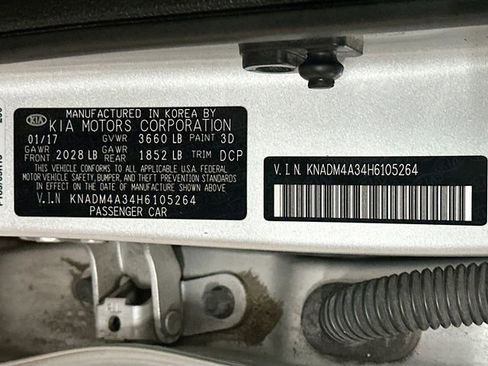 MANUFACTURED IN KOREA BY
KIA KIA MOTORS CORPORATION
01/17 GVWR 3660 LB PAINT 3D
GAWR FRONT 2028 LB GAWR REAR 1852 LB TRIM DCP
THIS VEHICLE CONFORMS TO ALL APPLICABLE U.S.A. FEDERAL
MOTOR VEHICLE SAFETY, BUMPER, AND THEFT PREVENTION STANDARDS
IN EFFECT ON THE DATE OF MANUFACTURE SHOWN ABOVE.
V.I.N KNADM4A34H6105264
PASSENGER CAR
V.I.N. KNADM4A34H6105264